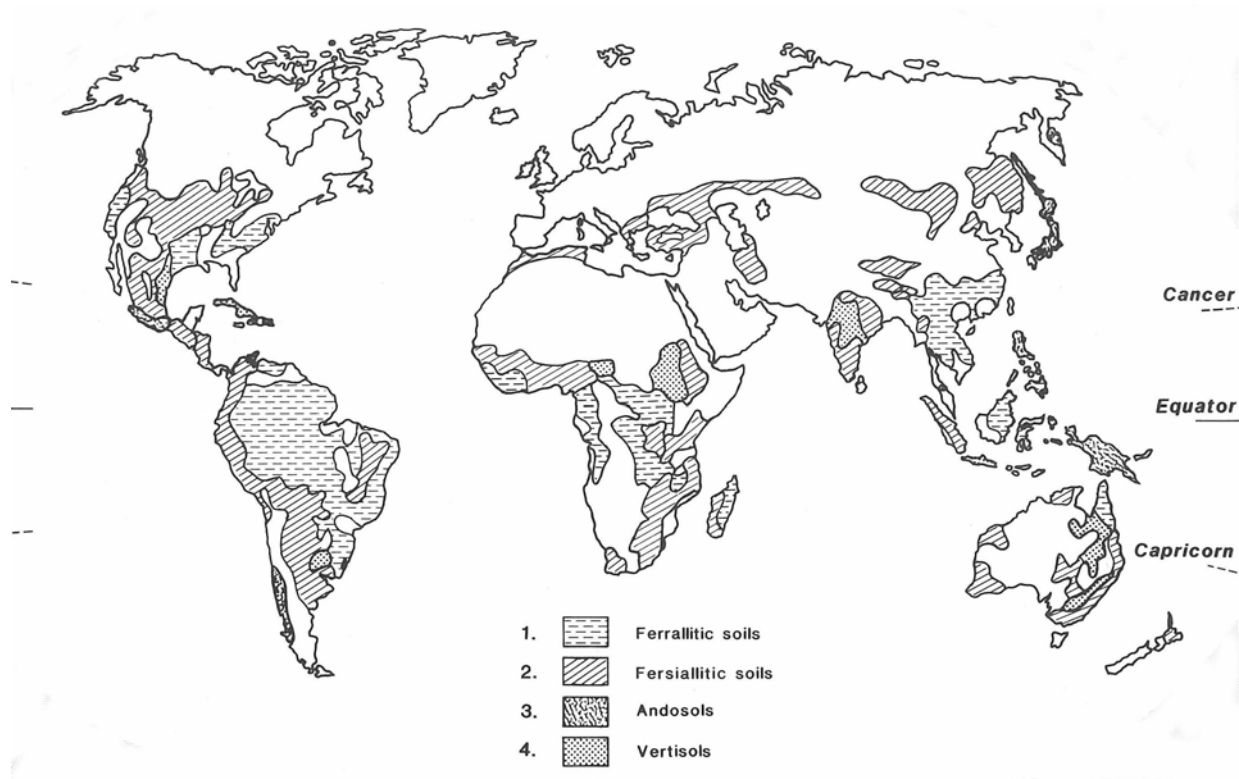 Cancer
Equator
Capricorn
1. Ferrallitic soils
2. Fersiallitic soils
3. Andosols
4. Vertisols